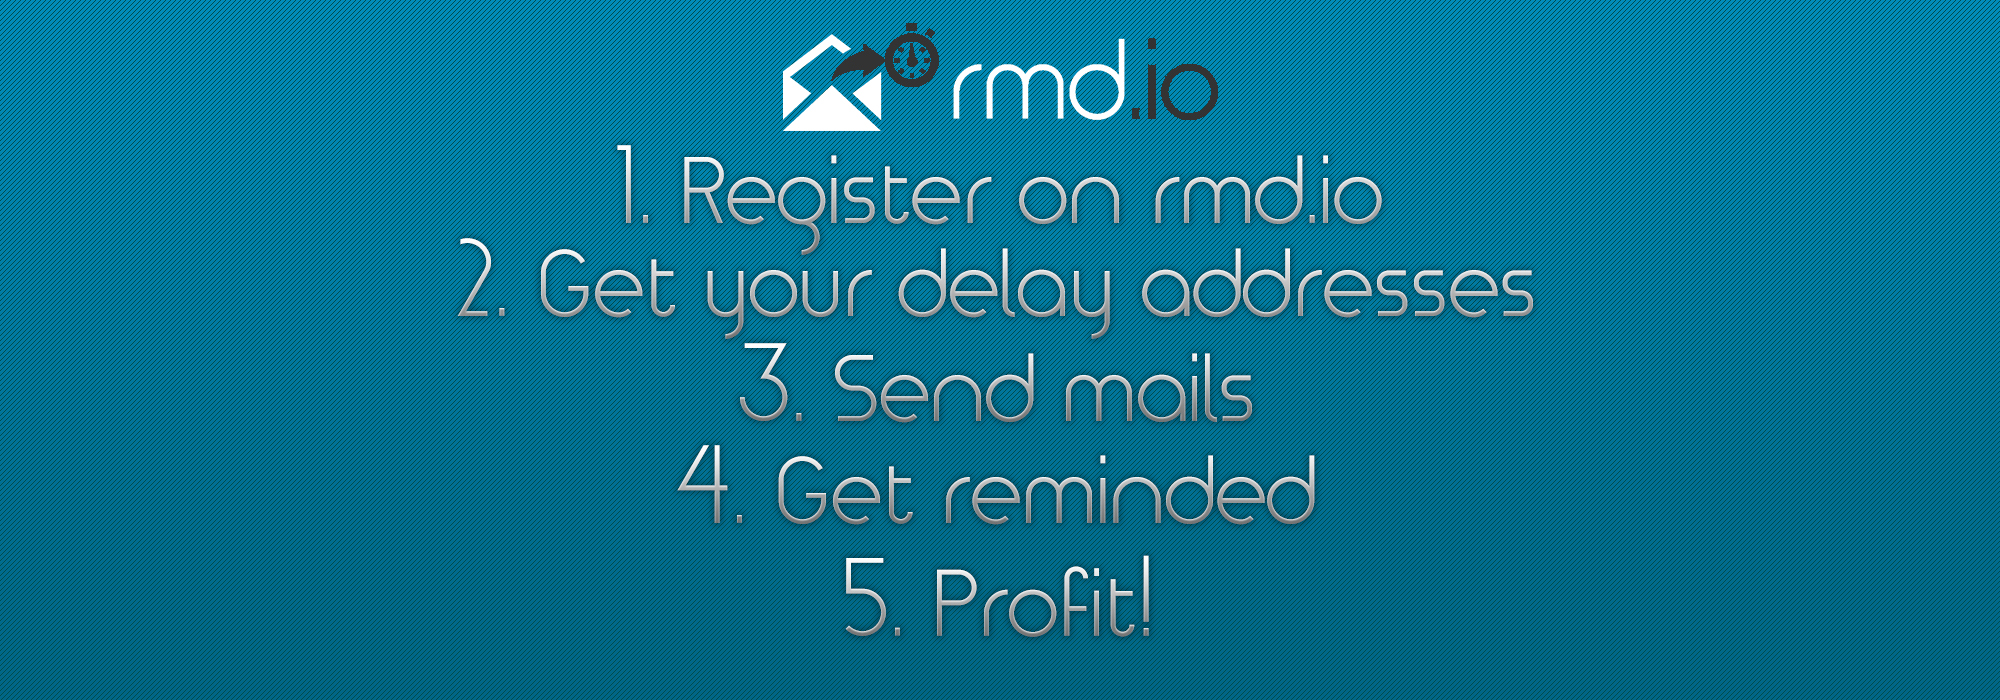 rmd.io
1. Register on rmd.io
2. Get your delay addresses
3. Send mails
4. Get reminded
5. Profit!